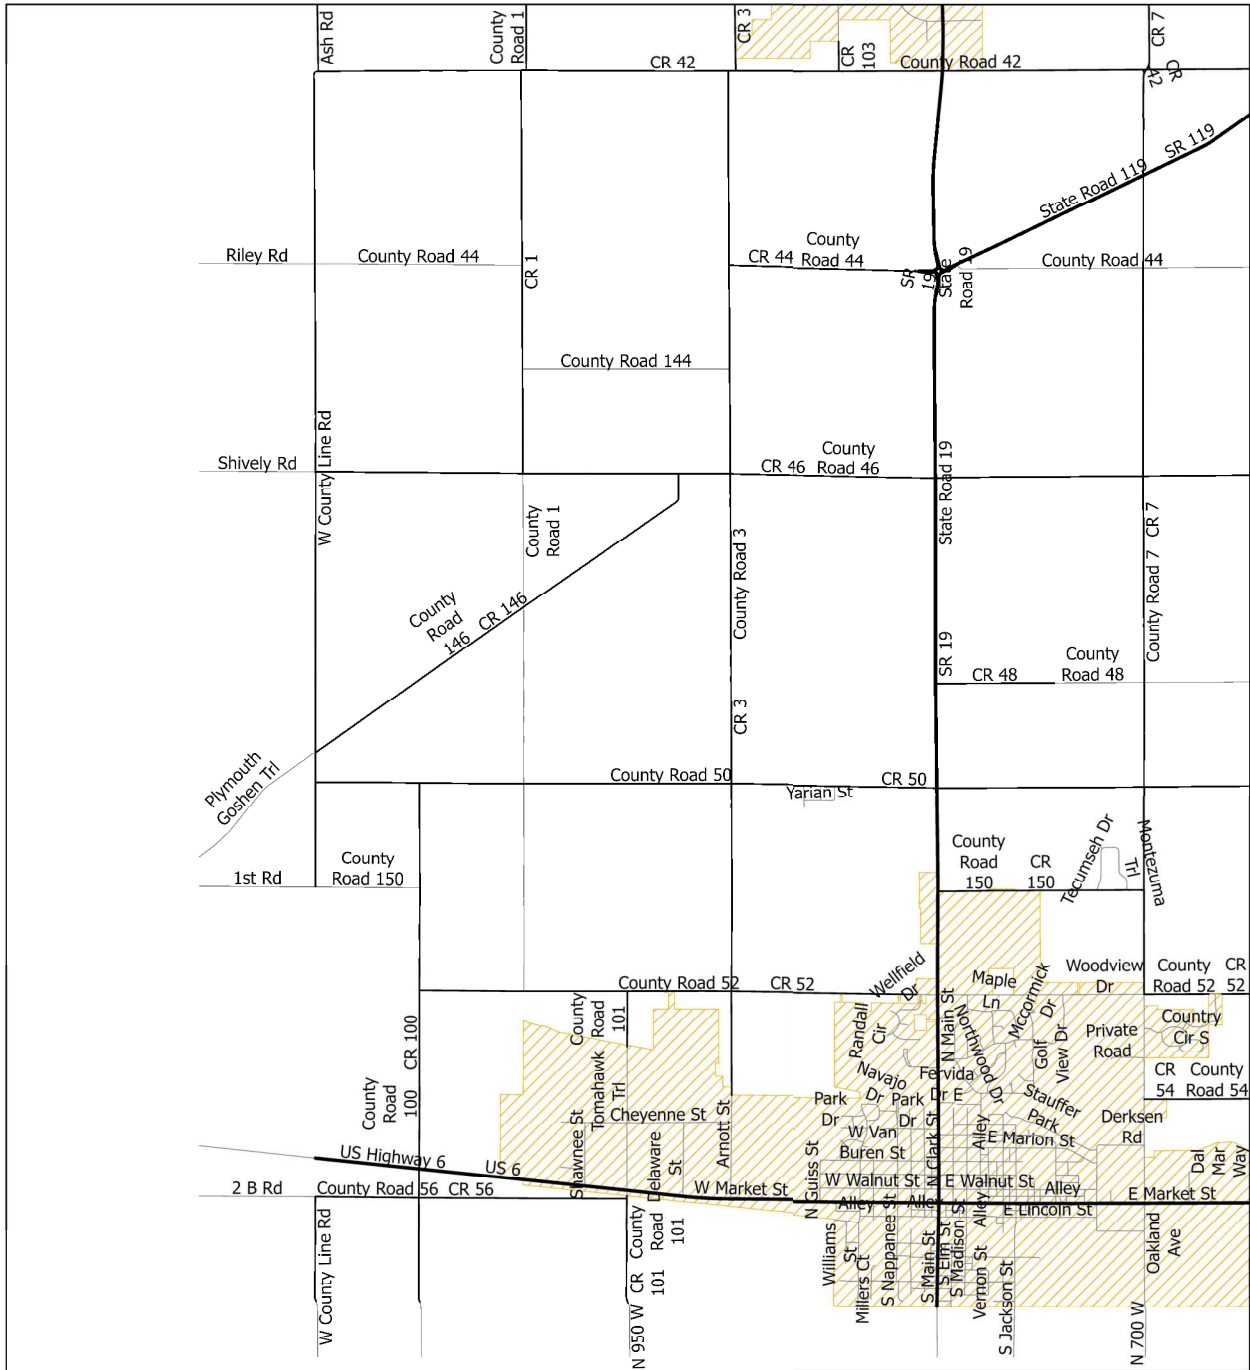 Ash Rd
County
Road 1
CR 3
CR
103
CR 7
CR 42
County Road 42
CR
42
SR 119
State Road 119
Riley Rd
County Road 44
CR 1
CR 44
County
Road 44
SR
19
State
Road 19
County Road 44
County Road 144
W County Line Rd
Shively Rd
CR 46
County
Road 46
State Road 19
County
Road 1
County Road 3
County Road 7
CR 7
County
Road
146
CR 146
SR 19
CR 48
County
Road 48
CR 3
Plymouth
Goshen Trl
County Road 50
CR 50
Yarian St
1st Rd
County
Road 150
County
Road
150
CR
150
Tecumseh Dr
Montezuma
Trl
County Road 52
CR 52
Wellfield
Dr
Maple
Ln
Mccormick
Dr
Woodview
Dr
County
Road 52
CR
52
County
Road
101
Randall
Cir
N Main St
Northwood Dr
Golf
View Dr
Private
Road
Country
Cir S
CR 100
County
Road
100
Tomahawk
Trl
Navajo
Dr
Fervida
Dr E
Stauffer
Park
CR
54
County
Road 54
Cheyenne St
Arnott St
Park
Dr
Park
Dr
W Van
Buren St
N Clark St
Alley
E Marion St
Derksen
Rd
US Highway 6
US 6
Shawnee St
Delaware
St
N Guiss St
W Walnut St
E Walnut St
Alley
Dal
Mar
Way
2 B Rd
County Road 56
CR 56
W Market St
Alley
Alley
Alley
E Lincoln St
E Market St
W County Line Rd
CR
101
County
Road
101
Williams
St
Millers Ct
S Nappanee St
S Main St
S Elm St
S Madison St
Vernon St
S Jackson St
Oakland
Ave
N 950 W
N 700 W